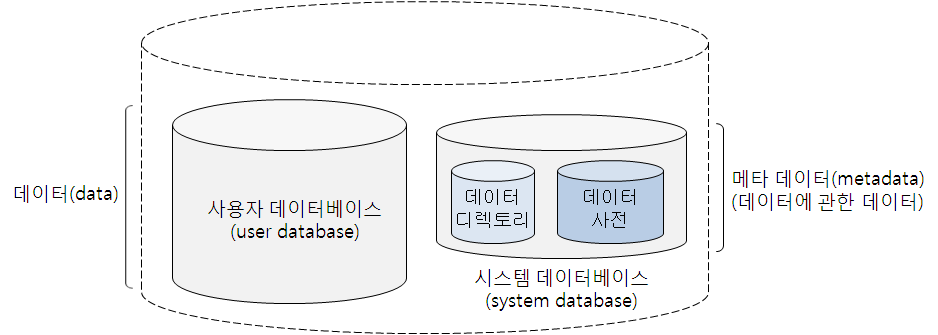 데이터(data)
사용자 데이터베이스
(user database)
데이터
디렉토리
데이터
사전
시스템 데이터베이스
(system database)
메타 데이터(metadata)
(데이터에 관한 데이터)